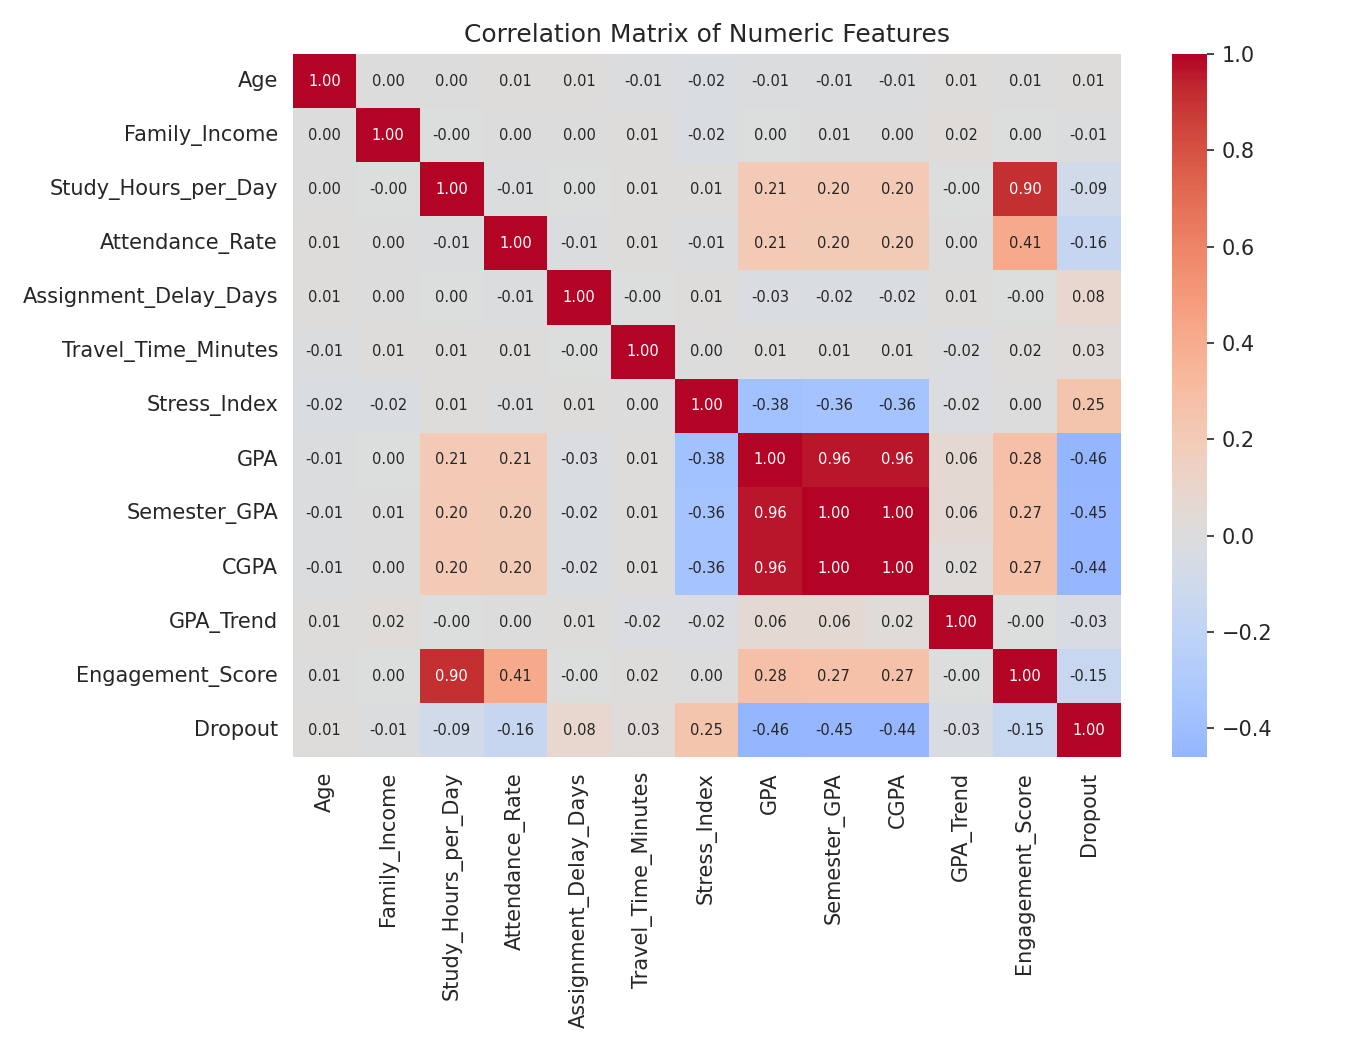 Correlation Matrix of Numeric Features
Age 1.00 0.00 0.00 0.01 0.01 -0.01 -0.02 -0.01 -0.01 -0.01 0.01 0.01 0.01
Family_Income 0.00 1.00 -0.00 0.00 0.00 0.01 -0.02 0.00 0.01 0.00 0.02 0.00 -0.01
Study_Hours_per_Day 0.00 -0.00 1.00 -0.01 0.00 0.01 0.01 0.21 0.20 0.20 -0.00 0.90 -0.09
Attendance_Rate 0.01 0.00 -0.01 1.00 -0.01 0.01 -0.01 0.21 0.20 0.20 0.00 0.41 -0.16
Assignment_Delay_Days 0.01 0.00 0.00 -0.01 1.00 -0.00 0.01 -0.03 -0.02 -0.02 0.01 -0.00 0.08
Travel_Time_Minutes -0.01 0.01 0.01 0.01 -0.00 1.00 0.00 0.01 0.01 0.01 -0.02 0.02 0.03
Stress_Index -0.02 -0.02 0.01 -0.01 0.01 0.00 1.00 -0.38 -0.36 -0.36 -0.02 0.00 0.25
GPA -0.01 0.00 0.21 0.21 -0.03 0.01 -0.38 1.00 0.96 0.96 0.06 0.28 -0.46
Semester_GPA -0.01 0.01 0.20 0.20 -0.02 0.01 -0.36 0.96 1.00 1.00 0.06 0.27 -0.45
CGPA -0.01 0.00 0.20 0.20 -0.02 0.01 -0.36 0.96 1.00 1.00 0.02 0.27 -0.44
GPA_Trend 0.01 0.02 -0.00 0.00 0.01 -0.02 -0.02 0.06 0.06 0.02 1.00 -0.00 -0.03
Engagement_Score 0.01 0.00 0.90 0.41 -0.00 0.02 0.00 0.28 0.27 0.27 -0.00 1.00 -0.15
Dropout 0.01 -0.01 -0.09 -0.16 0.08 0.03 0.25 -0.46 -0.45 -0.44 -0.03 -0.15 1.00
Age
Family_Income
Study_Hours_per_Day
Attendance_Rate
Assignment_Delay_Days
Travel_Time_Minutes
Stress_Index
GPA
Semester_GPA
CGPA
GPA_Trend
Engagement_Score
Dropout
1.0
0.8
0.6
0.4
0.2
0.0
−0.2
−0.4